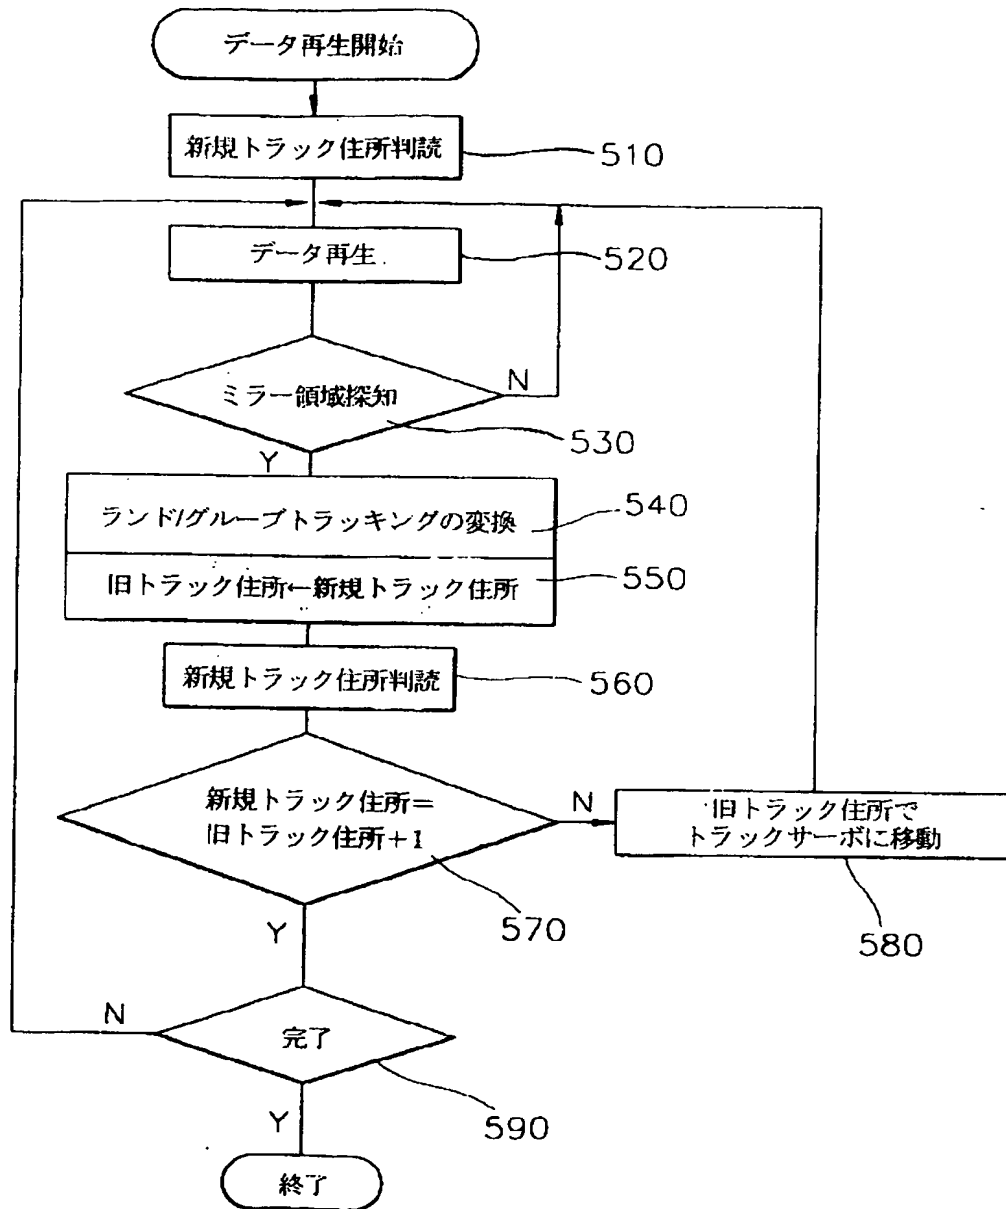 データ再生開始
新規トラック住所判読
510
データ再生
520
ミラー領域探知
N
530
Y
ランド/グルーブトラッキングの変換
540
旧トラック住所←新規トラック住所
550
新規トラック住所判読
560
新規トラック住所=
旧トラック住所+1
N
570
Y
旧トラック住所で
トラックサーボに移動
580
N
完了
590
Y
終了